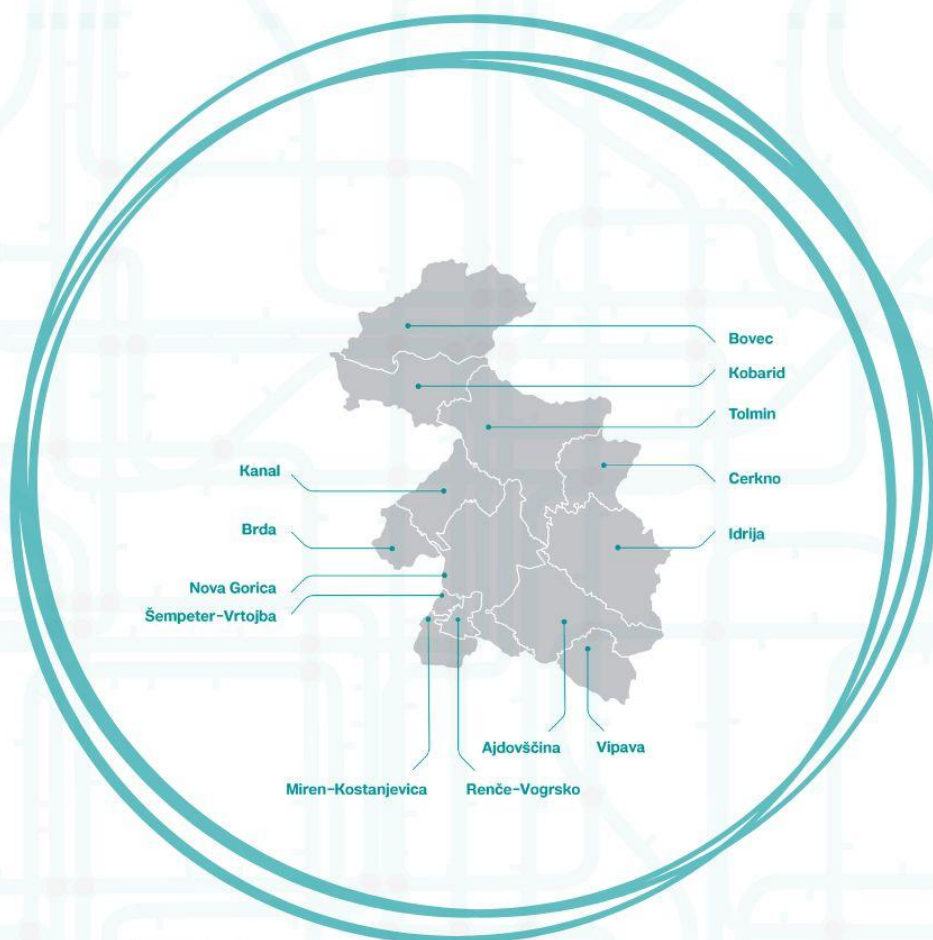 Bovec
Kobarid
Tolmin
Kanal
Cerkno
Brda
Idrija
Nova Gorica
Šempeter-Vrtojba
Ajdovščina
Vipava
Miren-Kostanjevica
Renče-Vogrsko